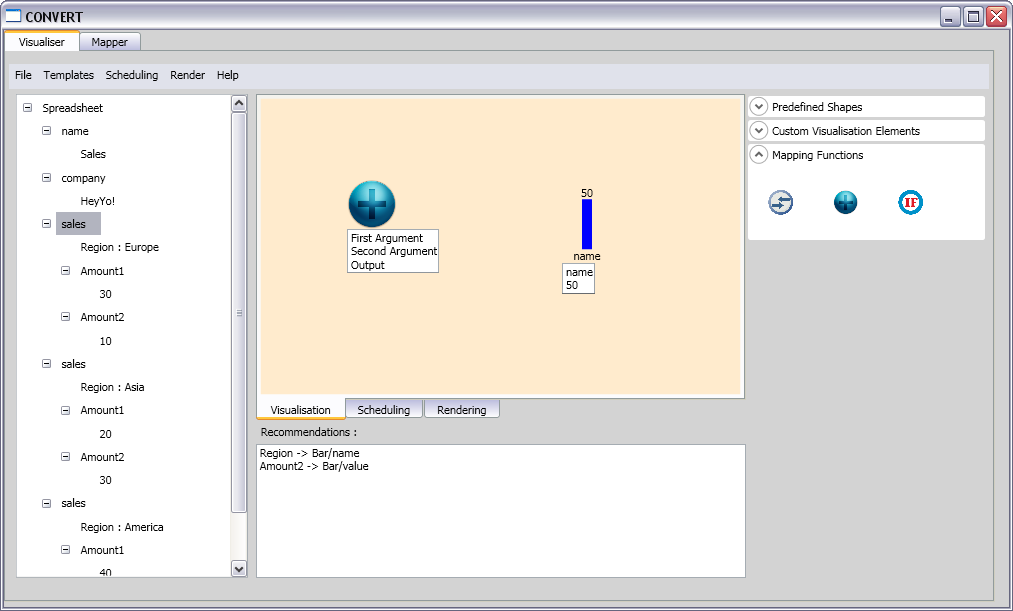 CONVERT
Visualiser
Mapper
File
Templates
Scheduling
Render
Help
Spreadsheet
name
Sales
company
HeyYo!
sales
Region : Europe
Amount1
30
Amount2
10
sales
Region : Asia
Amount1
20
Amount2
30
sales
Region : America
Amount1
40
First Argument
Second Argument
Output
50
name
name
50
Visualisation
Scheduling
Rendering
Recommendations :
Region -> Bar/name
Amount2 -> Bar/value
Predefined Shapes
Custom Visualisation Elements
Mapping Functions
IF